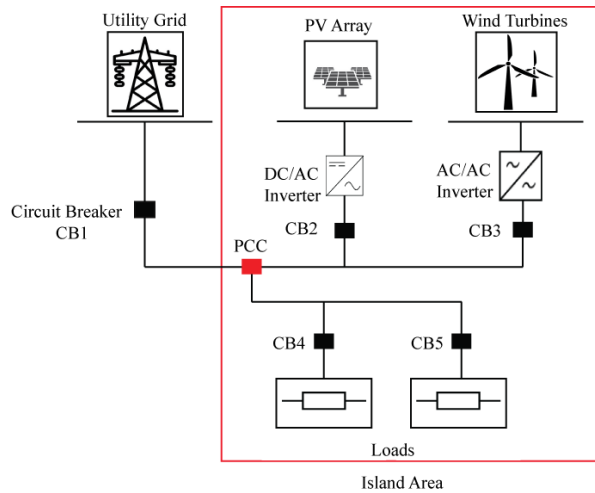 Utility Grid
PV Array
Wind Turbines
DC/AC
Inverter
AC/AC
Inverter
Circuit Breaker
CB1
CB2
CB3
PCC
CB4
CB5
Loads
Island Area